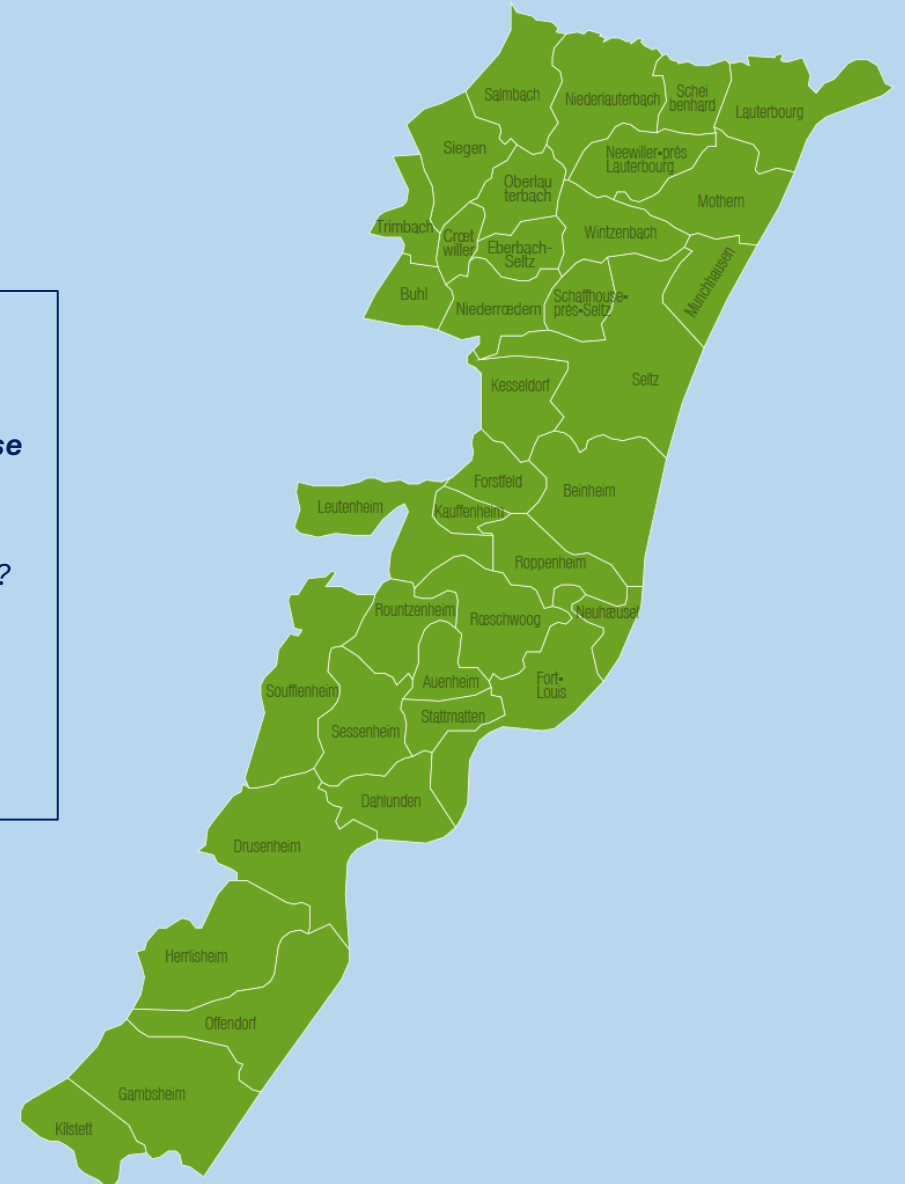 Salmbach
Niederlauterbach
Schei
benhard
Lauterbourg
Siegen
Neewiller-près
Lauterbourg
Oberlau
terbach
Mothern
Trimbach
Crœt
willer
Eberbach-
Seltz
Wintzenbach
Munchhausen
Buhl
Niederrœdern
Schaffhouse-
près-Seltz
Seltz
Kesseldorf
se
Forstfeld
Beinheim
Leutenheim
Kauffenheim
Roppenheim
?
Rountzenheim
Rœschwoog
Neuhæusel
Auenheim
Fort-
Louis
Soufflenheim
Stattmatten
Sessenheim
Dahlunden
Drusenheim
Herrlisheim
Offendorf
Gambsheim
Kilstett